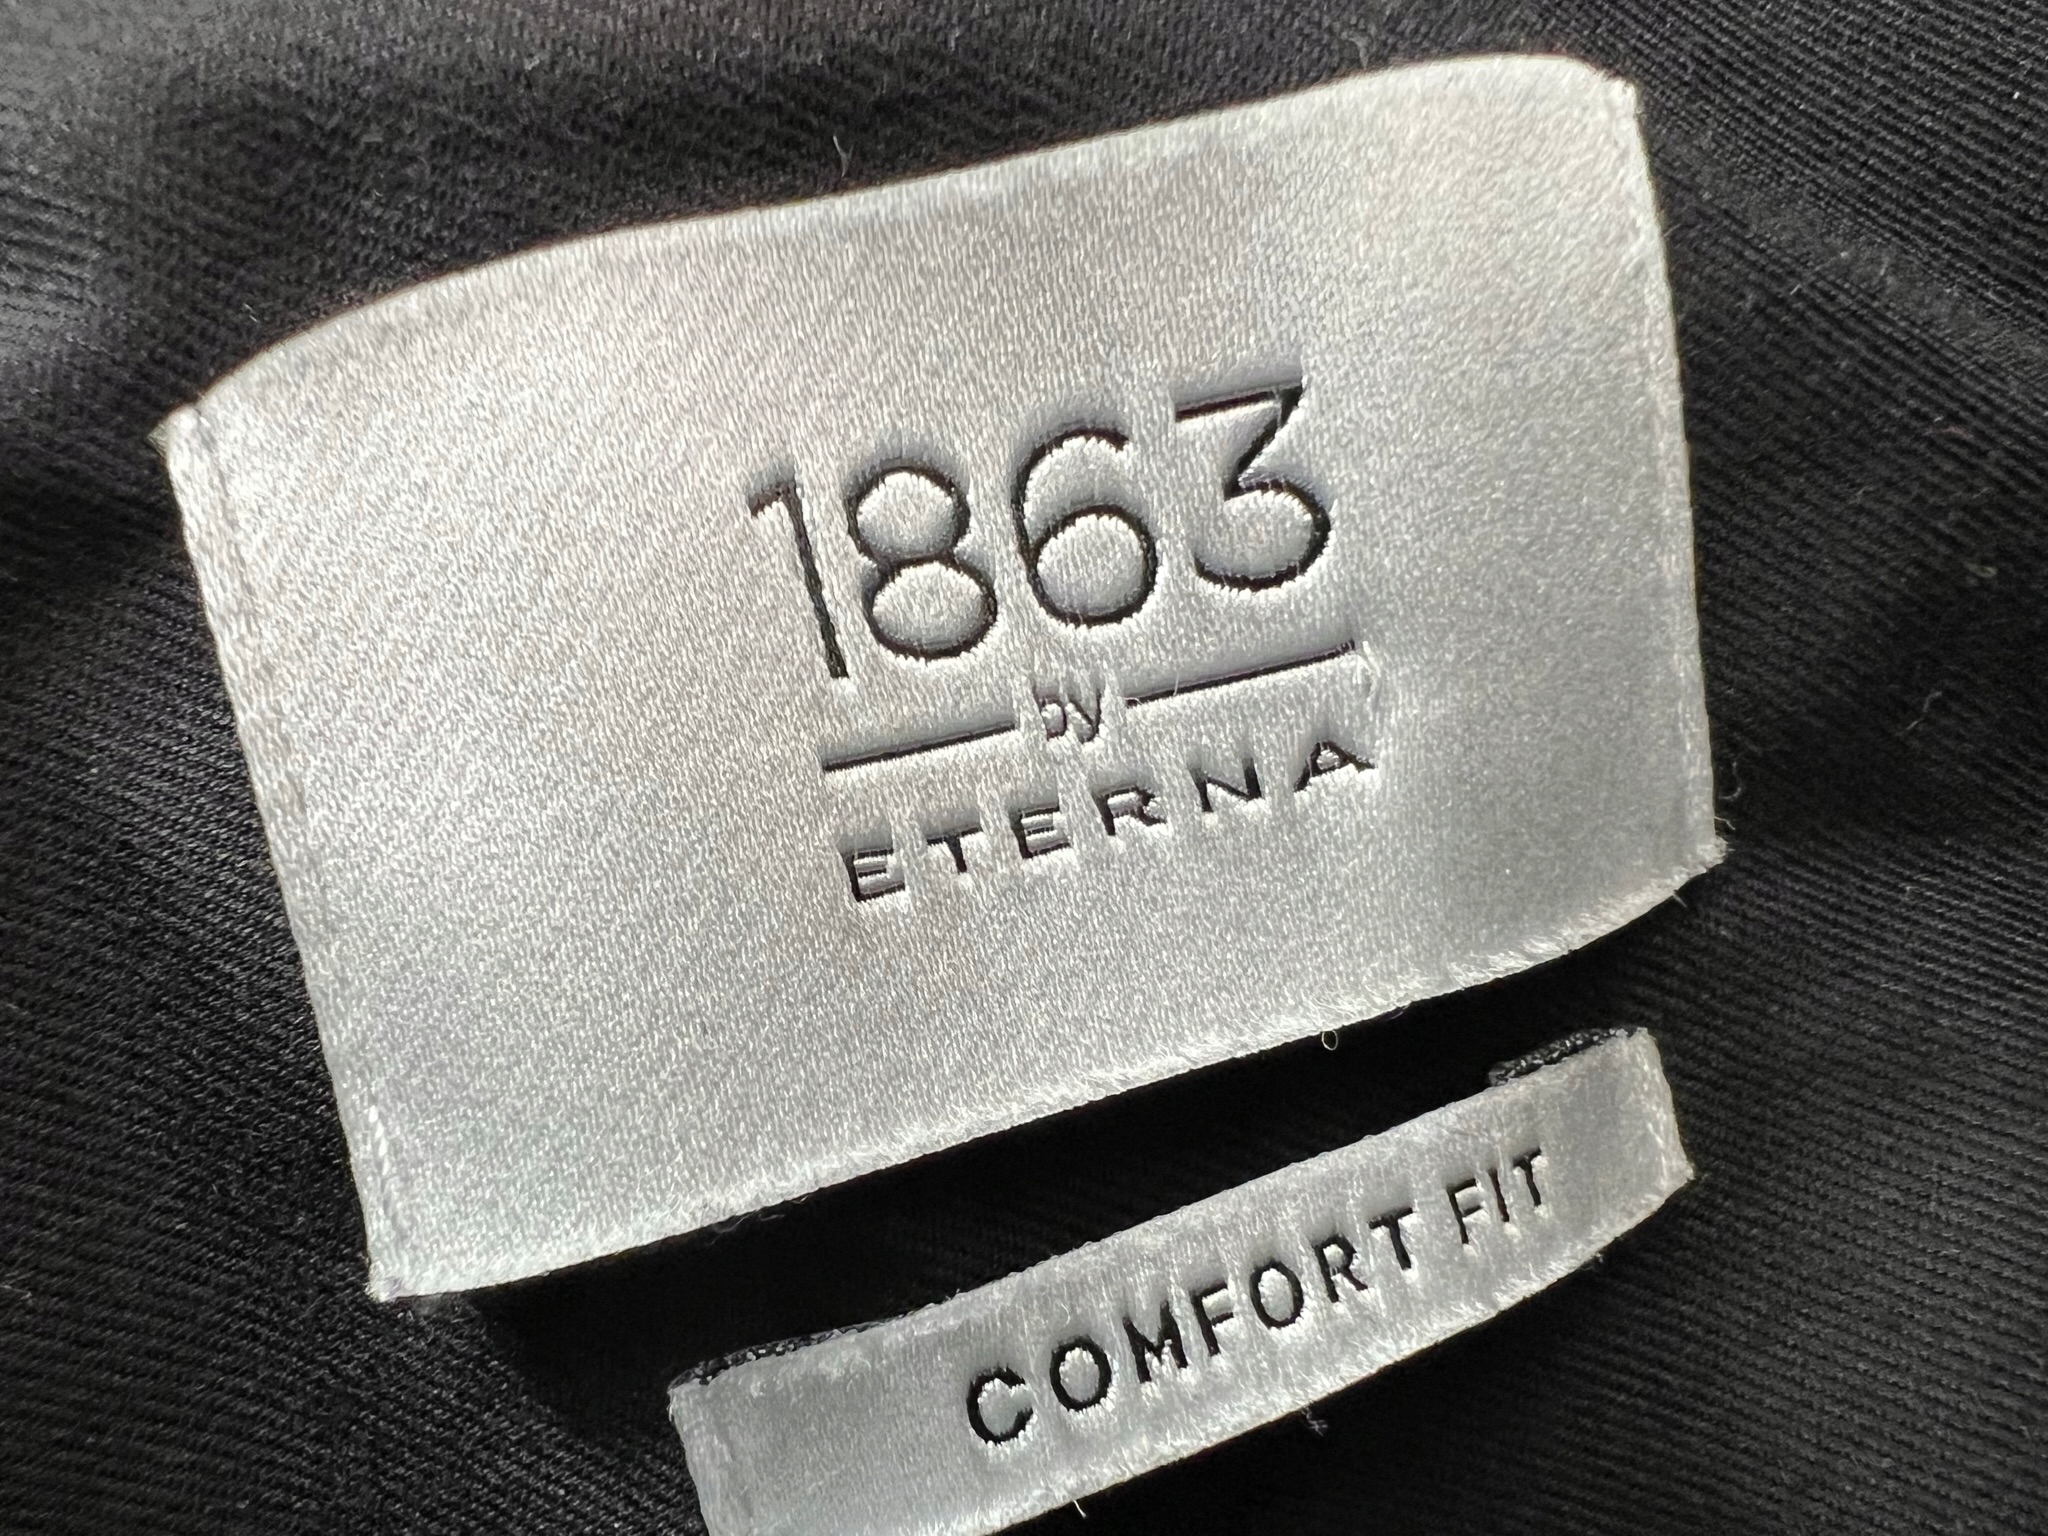 1863
by
ETERNA
COMFORT FIT